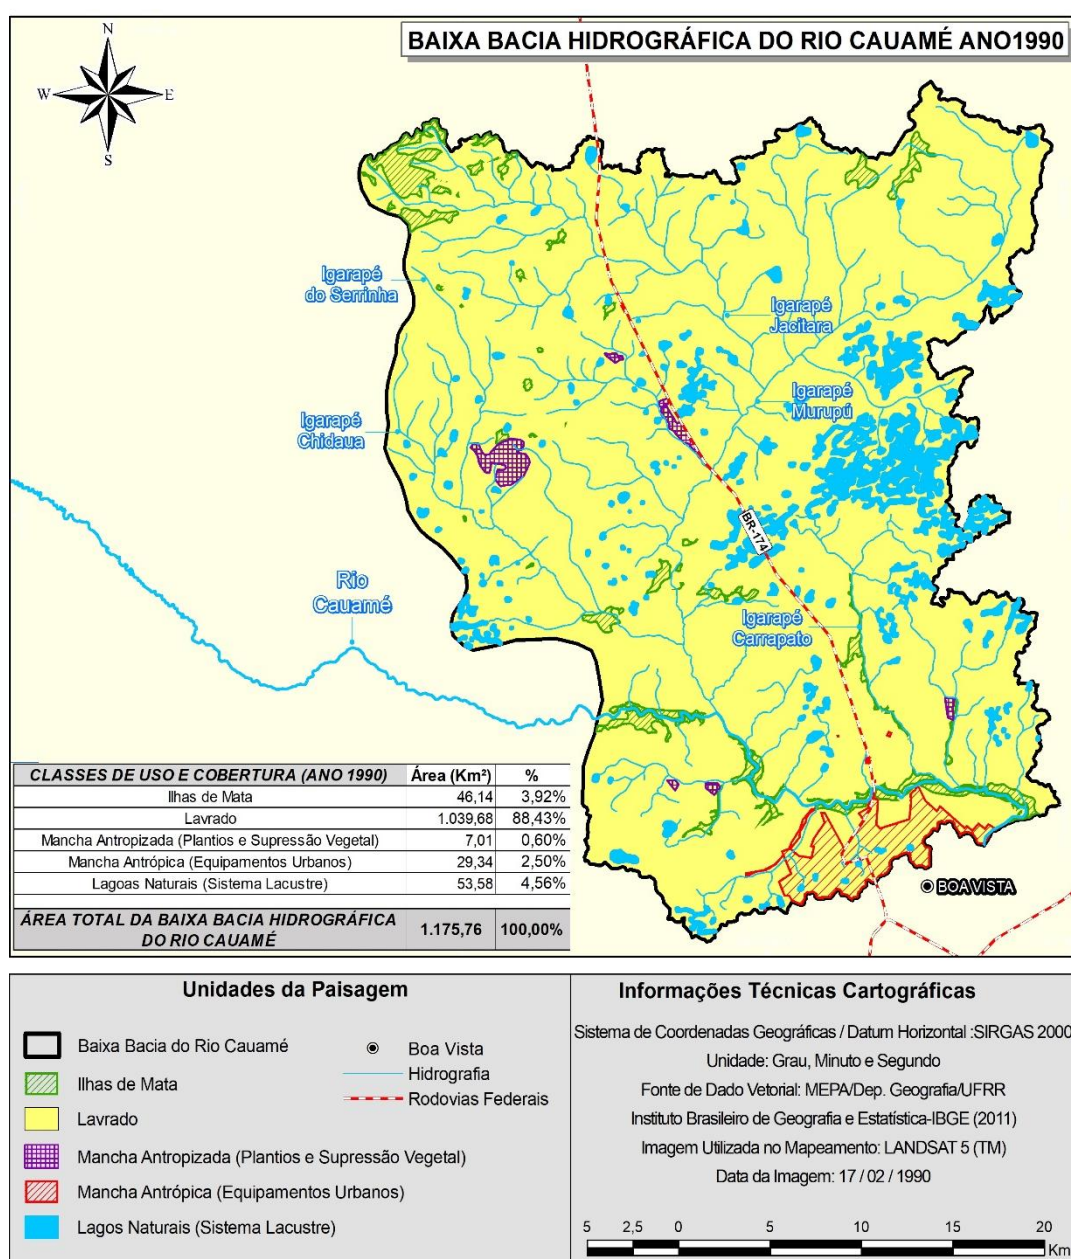 BAIXA BACIA HIDROGRÁFICA DO RIO CAUAMÉ ANO1990
N
W
E
S
Igarapé
do Serrinha
Igarapé
Jacitara
Igarapé
Murupú
Igarapé
Chidaua
BR-174
Rio
Cauamé
Igarapé
Carrapato
BOA VISTA
CLASSES DE USO E COBERTURA (ANO 1990) Área (Km²) %
Ilhas de Mata 46,14 3,92%
Lavrado 1.039,68 88,43%
Mancha Antropizada (Plantios e Supressão Vegetal) 7,01 0,60%
Mancha Antrópica (Equipamentos Urbanos) 29,34 2,50%
Lagoas Naturais (Sistema Lacustre) 53,58 4,56%
ÁREA TOTAL DA BAIXA BACIA HIDROGRÁFICA
DO RIO CAUAMÉ 1.175,76 100,00%
Unidades da Paisagem
Baixa Bacia do Rio Cauamé
Ilhas de Mata
Lavrado
Mancha Antropizada (Plantios e Supressão Vegetal)
Mancha Antrópica (Equipamentos Urbanos)
Lagos Naturais (Sistema Lacustre)
Boa Vista
Hidrografia
Rodovias Federais
Informações Técnicas Cartográficas
Sistema de Coordenadas Geográficas / Datum Horizontal :SIRGAS 2000
Unidade: Grau, Minuto e Segundo
Fonte de Dado Vetorial: MEPA/Dep. Geografia/UFRR
Instituto Brasileiro de Geografia e Estatística-IBGE (2011)
Imagem Utilizada no Mapeamento: LANDSAT 5 (TM)
Data da Imagem: 17 / 02 / 1990
5 2,5 0 5 10 15 20
Km